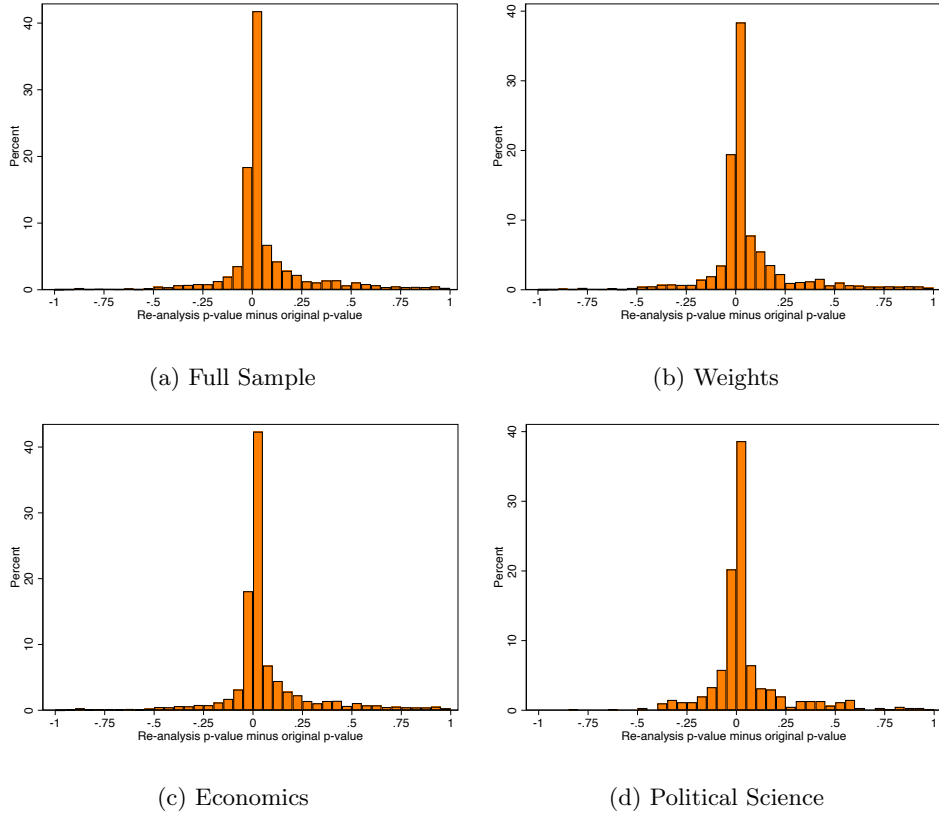 40
30
20
10
0
Percent
-1 -.75 -.5 -.25 0 .25 .5 .75 1
Re-analysis p-value minus original p-value
(a) Full Sample
40
30
20
10
0
Percent
-1 -.75 -.5 -.25 0 .25 .5 .75 1
Re-analysis p-value minus original p-value
(b) Weights
40
30
20
10
0
Percent
-1 -.75 -.5 -.25 0 .25 .5 .75 1
Re-analysis p-value minus original p-value
(c) Economics
40
30
20
10
0
Percent
-1 -.75 -.5 -.25 0 .25 .5 .75 1
Re-analysis p-value minus original p-value
(d) Political Science